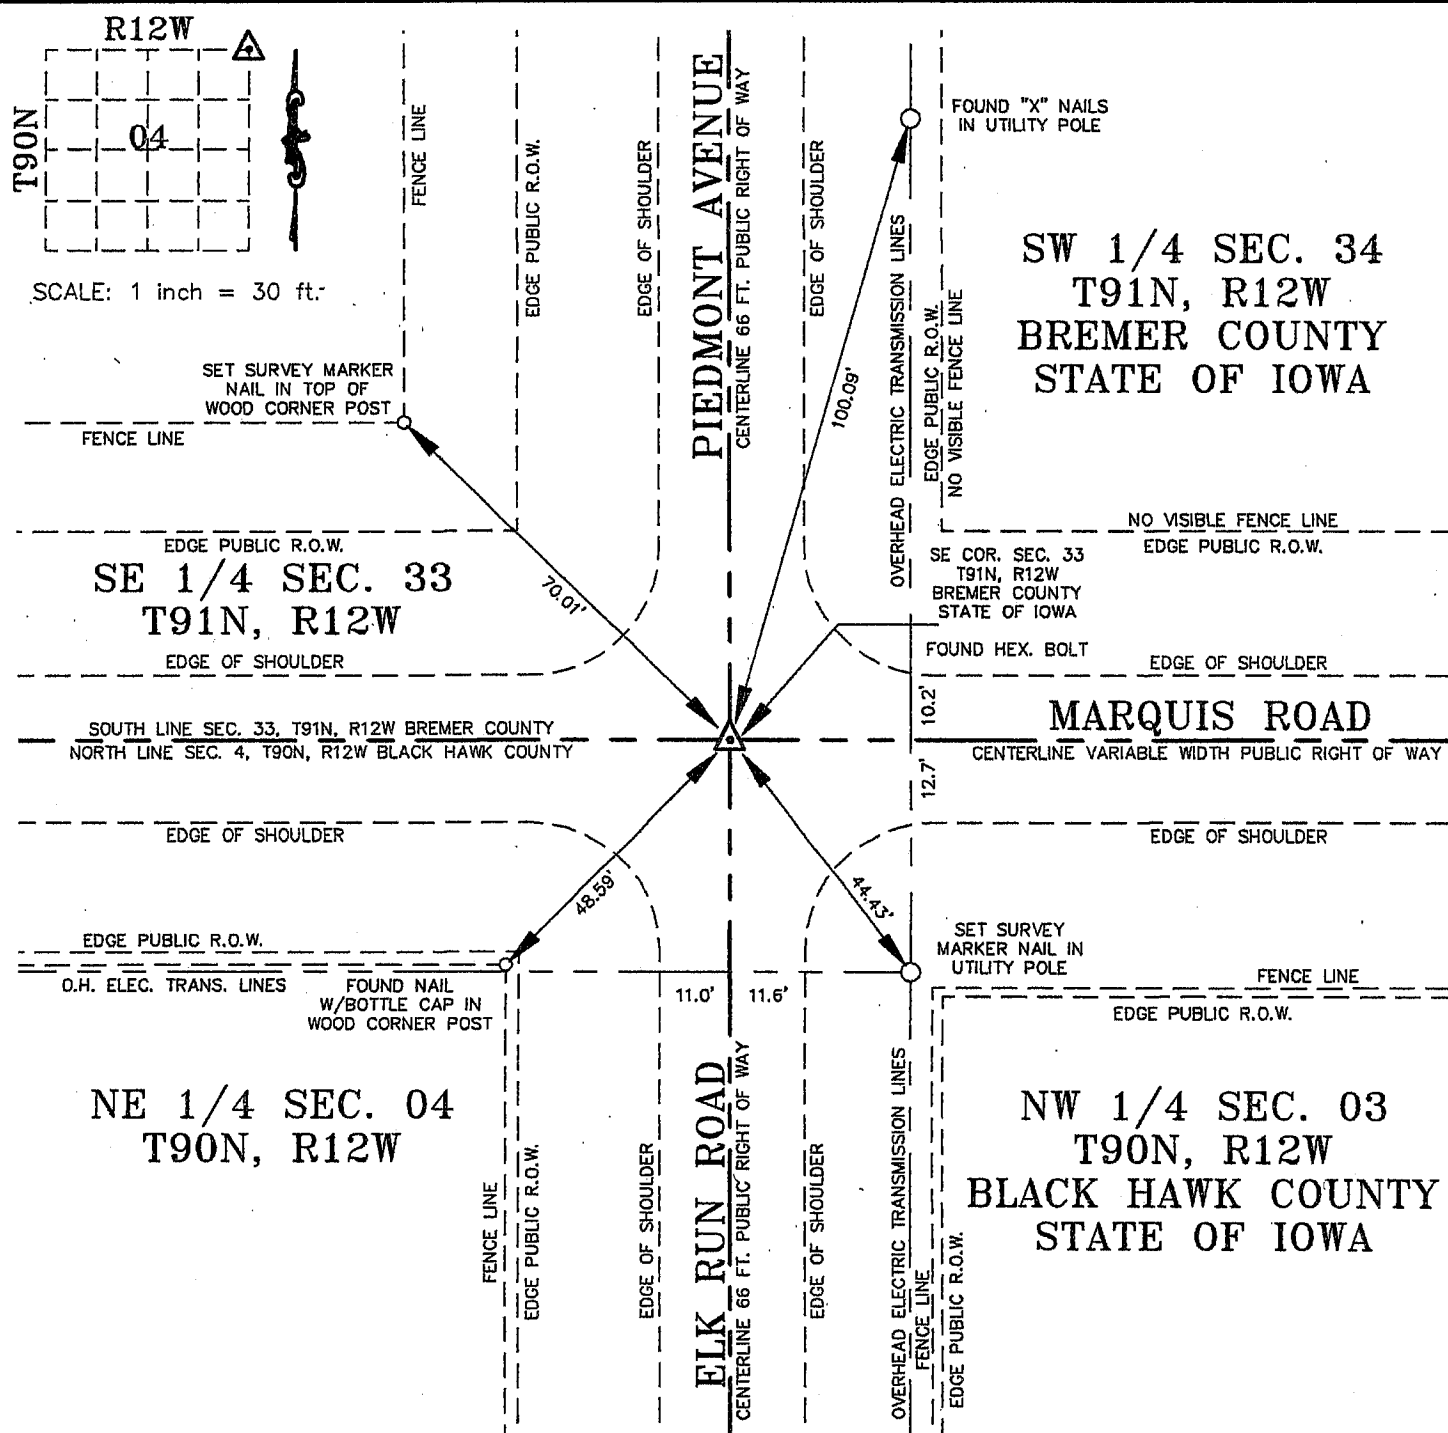 R12W
T90N
04
SCALE: 1 inch = 30 ft.
FENCE LINE
EDGE PUBLIC R.O.W.
EDGE OF SHOULDER
PIEDMONT AVENUE
CENTERLINE 66 FT. PUBLIC RIGHT OF WAY
EDGE OF SHOULDER
FOUND "X" NAILS
IN UTILITY POLE
OVERHEAD ELECTRIC TRANSMISSION LINES
EDGE PUBLIC R.O.W.
NO VISIBLE FENCE LINE
SW 1/4 SEC. 34
T91N, R12W
BREMER COUNTY
STATE OF IOWA
100.09'
SET SURVEY MARKER
NAIL IN TOP OF
WOOD CORNER POST
FENCE LINE
NO VISIBLE FENCE LINE
EDGE PUBLIC R.O.W.
EDGE PUBLIC R.O.W.
SE 1/4 SEC. 33
T91N, R12W
70.01'
SE COR. SEC. 33
T91N, R12W
BREMER COUNTY
STATE OF IOWA
FOUND HEX. BOLT
EDGE OF SHOULDER
EDGE OF SHOULDER
10.2'
MARQUIS ROAD
SOUTH LINE SEC. 33, T91N, R12W BREMER COUNTY
NORTH LINE SEC. 4, T90N, R12W BLACK HAWK COUNTY
CENTERLINE VARIABLE WIDTH PUBLIC RIGHT OF WAY
12.7'
EDGE OF SHOULDER
EDGE OF SHOULDER
48.59'
44.43'
EDGE PUBLIC R.O.W.
O.H. ELEC. TRANS. LINES
FOUND NAIL
W/BOTTLE CAP IN
WOOD CORNER POST
11.0'
11.6'
SET SURVEY
MARKER NAIL IN
UTILITY POLE
FENCE LINE
EDGE PUBLIC R.O.W.
NE 1/4 SEC. 04
T90N, R12W
FENCE LINE
EDGE PUBLIC R.O.W.
EDGE OF SHOULDER
ELK RUN ROAD
CENTERLINE 66 FT. PUBLIC RIGHT OF WAY
EDGE OF SHOULDER
OVERHEAD ELECTRIC TRANSMISSION LINES
FENCE LINE
EDGE PUBLIC R.O.W.
NW 1/4 SEC. 03
T90N, R12W
BLACK HAWK COUNTY
STATE OF IOWA